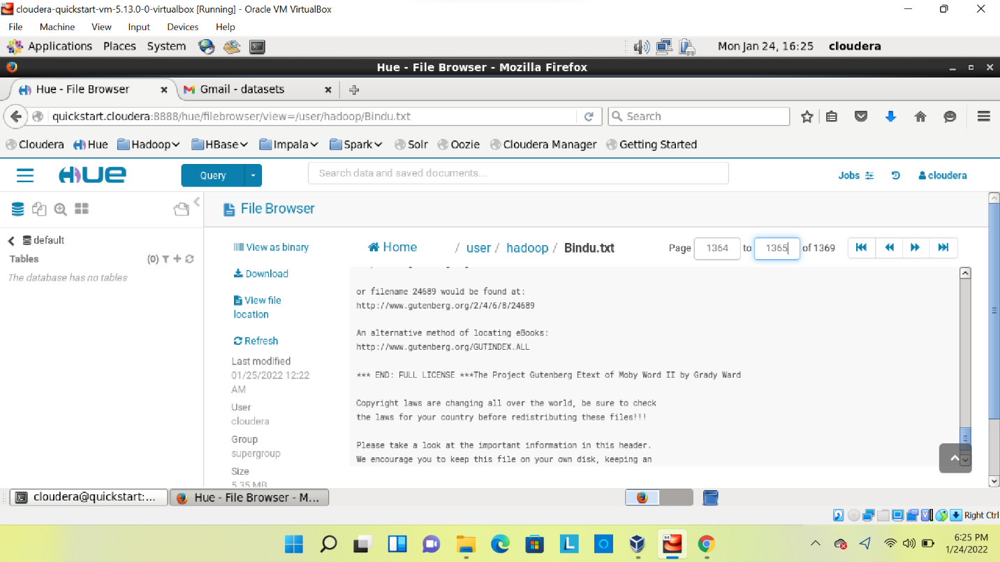 cloudera-quickstart-vm-5.13.0-0-virtualbox [Running] - Oracle VM VirtualBox
File Machine View Input Devices Help
Applications Places System Mon Jan 24, 16:25 cloudera
Hue - File Browser - Mozilla Firefox
Hue - File Browser Gmail - datasets
quickstart.cloudera:8888/hue/filebrowser/view=/user/hadoop/Bindu.txt Search
Cloudera Hue Hadoop HBase Impala Spark Solr Oozie Cloudera Manager Getting Started
HUE Query Search data and saved documents... Jobs cloudera
File Browser
default
Tables (0)
The database has no tables
View as binary
Download
View file
location
Refresh
Last modified
01/25/2022 12:22
AM
User
cloudera
Group
supergroup
Size
5.35 MB
Home / user / hadoop / Bindu.txt Page 1364 to 1365 of 1369
or filename 24689 would be found at:
http://www.gutenberg.org/2/4/6/8/24689
An alternative method of locating eBooks:
http://www.gutenberg.org/GUTINDEX.ALL
*** END: FULL LICENSE ***The Project Gutenberg Etext of Moby Word II by Grady Ward
Copyright laws are changing all over the world, be sure to check
the laws for your country before redistributing these files!!!
Please take a look at the important information in this header.
We encourage you to keep this file on your own disk, keeping an
cloudera@quickstart:... Hue - File Browser - M...
Right Ctrl
6:25 PM
1/24/2022